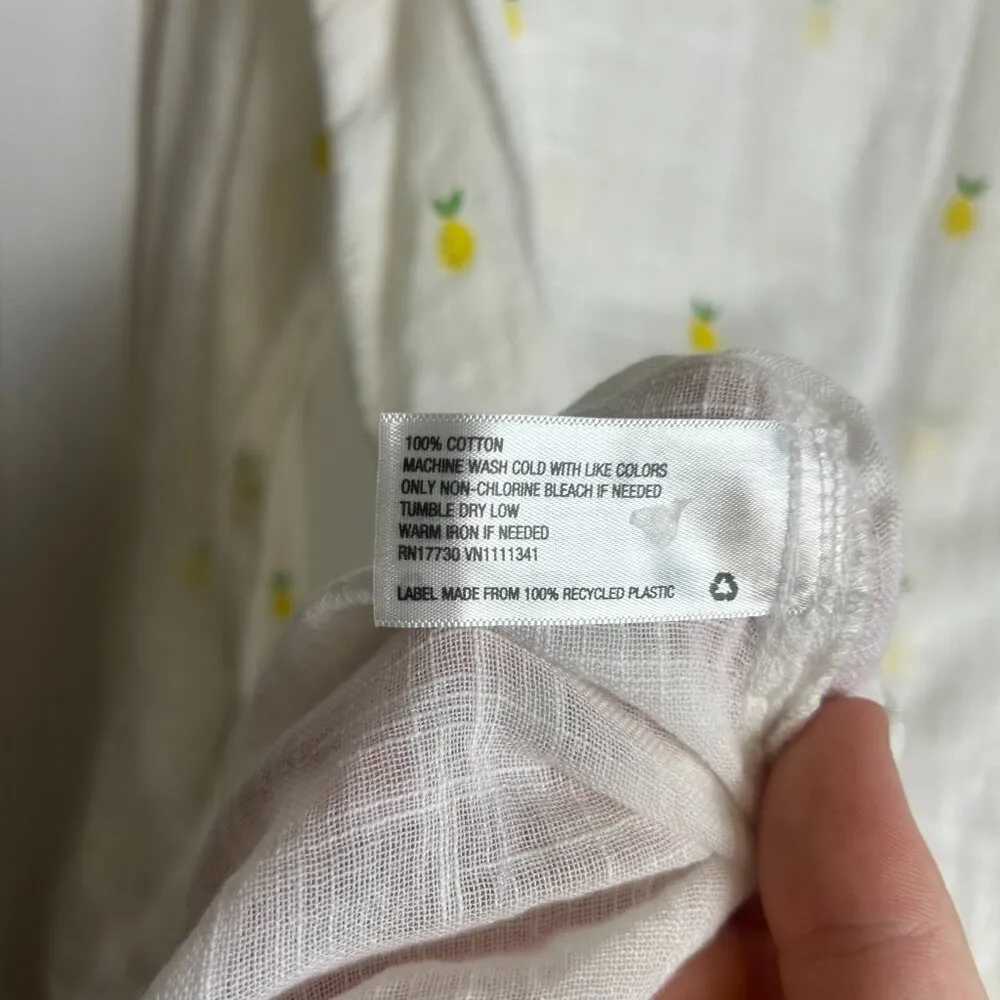 100% COTTON
MACHINE WASH COLD WITH LIKE COLORS
ONLY NON-CHLORINE BLEACH IF NEEDED
TUMBLE DRY LOW
WARM IRON IF NEEDED
RN17730 VN1111341
LABEL MADE FROM 100% RECYCLED PLASTIC